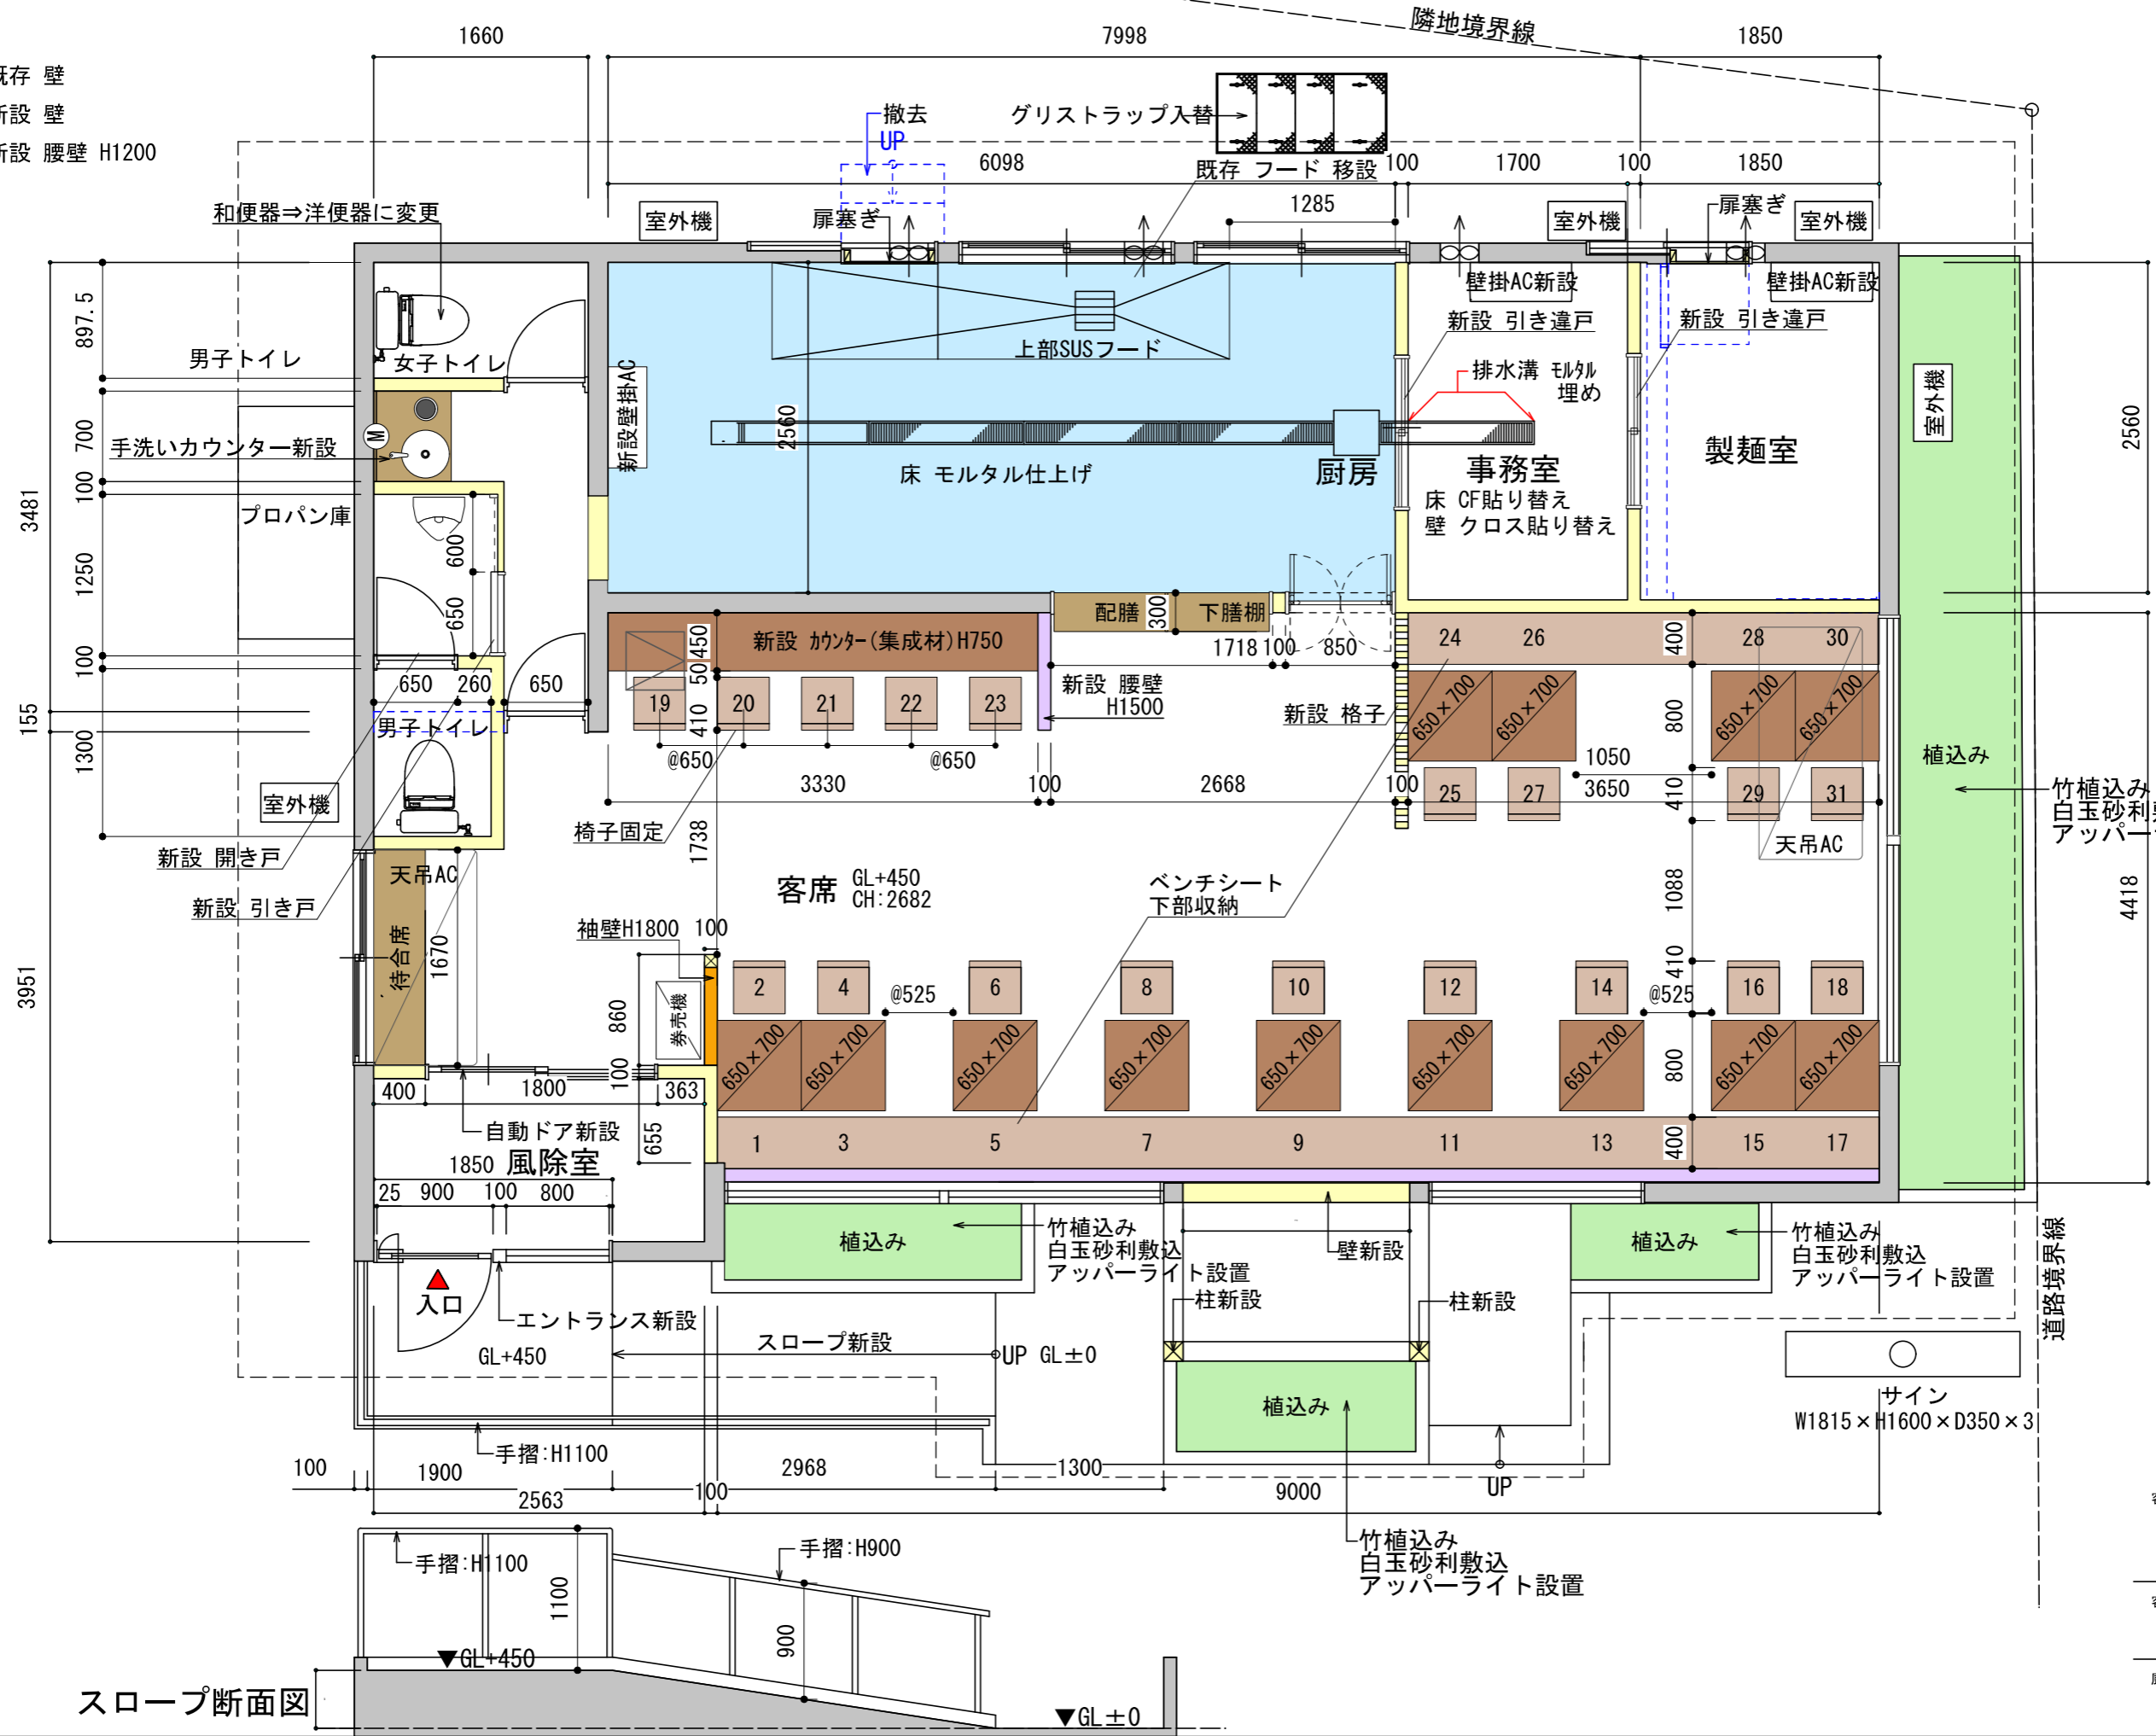 隣地境界線
1660
7998
1850
既存 壁
新設 壁
新設 腰壁 H1200
撤去
UP
グリストラップ入替
6098
既存 フード 移設
100
1700
100
1850
1285
和便器⇒洋便器に変更
室外機
扉塞ぎ
室外機
扉塞ぎ
室外機
897.5
男子トイレ
女子トイレ
新設壁掛AC
2560
上部SUSフード
壁掛AC新設
新設 引き違戸
壁掛AC新設
新設 引き違戸
排水溝 モルタル
埋め
室外機
2560
700
手洗いカウンター新設
M
100
3481
プロパン庫
床 モルタル仕上げ
厨房
事務室
床 CF貼り替え
壁 クロス貼り替え
製麺室
600
1250
650
100
配膳
300
下膳棚
新設 カウンター(集成材)H750
450
50
1718
100
850
24
26
28
30
400
650
260
650
19
20
21
22
23
410
新設 腰壁
H1500
新設 格子
650×700
650×700
650×700
650×700
800
155
男子トイレ
1300
@650
@650
1050
植込み
室外機
3330
100
2668
100
25
27
3650
29
31
410
竹植込み
白玉砂利
アッパー
椅子固定
1738
天吊AC
新設 開き戸
天吊AC
新設 引き戸
客席
GL+450
CH:2682
ベンチシート
下部収納
1088
4418
袖壁H1800
100
待合席
1670
3951
2
4
@525
6
8
10
12
14
@525
16
18
410
券売機
860
650×700
650×700
650×700
650×700
650×700
650×700
650×700
650×700
650×700
800
100
400
1800
363
自動ドア新設
655
1
3
5
7
9
11
13
15
17
400
1850
風除室
25
900
100
800
植込み
竹植込み
白玉砂利敷込
アッパーライト設置
壁新設
植込み
竹植込み
白玉砂利敷込
アッパーライト設置
道路境界線
入口
エントランス新設
柱新設
柱新設
スロープ新設
GL+450
UP GL±0
植込み
サイン
W1815×H1600×D350×3
手摺:H1100
100
1900
2968
1300
UP
2563
100
9000
竹植込み
白玉砂利敷込
アッパーライト設置
手摺:H1100
手摺:H900
1100
900
▼GL+450
スロープ断面図
▼GL±0